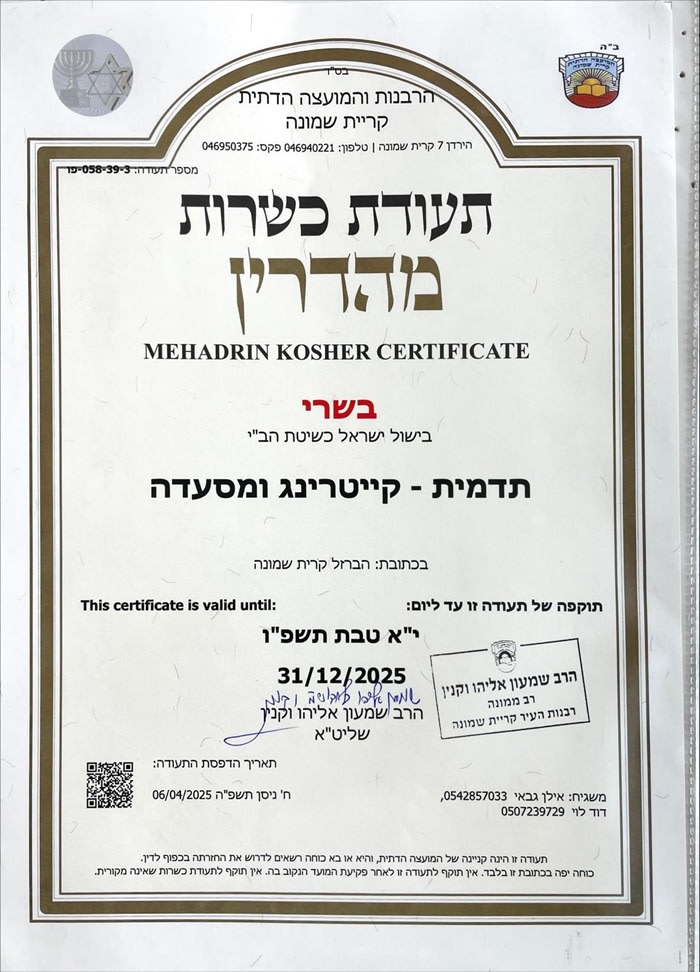 ב"ה
המועצה הדתית
קרית שמונה
בס"ד
הרבנות והמועצה הדתית
קריית שמונה
הירדן 7 קרית שמונה | טלפון: 046940221 פקס: 046950375
מספר תעודה: 058-39-3-פו
תעודת כשרות
מהדרין
MEHADRIN KOSHER CERTIFICATE
בשרי
בישול ישראל כשיטת הב"י
תדמית - קייטרינג ומסעדה
בכתובת: הברזל קרית שמונה
תוקפה של תעודה זו עד ליום:
This certificate is valid until:
י"א טבת תשפ"ו
31/12/2025
הרב שמעון אליהו וקנין
שליט"א
הרב שמעון אליהו וקנין
רב ממונה
רבנות העיר קריית שמונה
תאריך הדפסת התעודה:
ח' ניסן תשפ"ה 06/04/2025
משגיח: אילן גבאי 0542857033,
דוד לוי 0507239729
תעודה זו הינה קניינה של המועצה הדתית, והיא או בא כוחה רשאים לדרוש את החזרתה בכפוף לדין.
כוחה יפה בכתובת זו בלבד. אין תוקף לתעודה זו לאחר פקיעת המועד הנקוב בה. אין תוקף לתעודת כשרות שאינה מקורית.